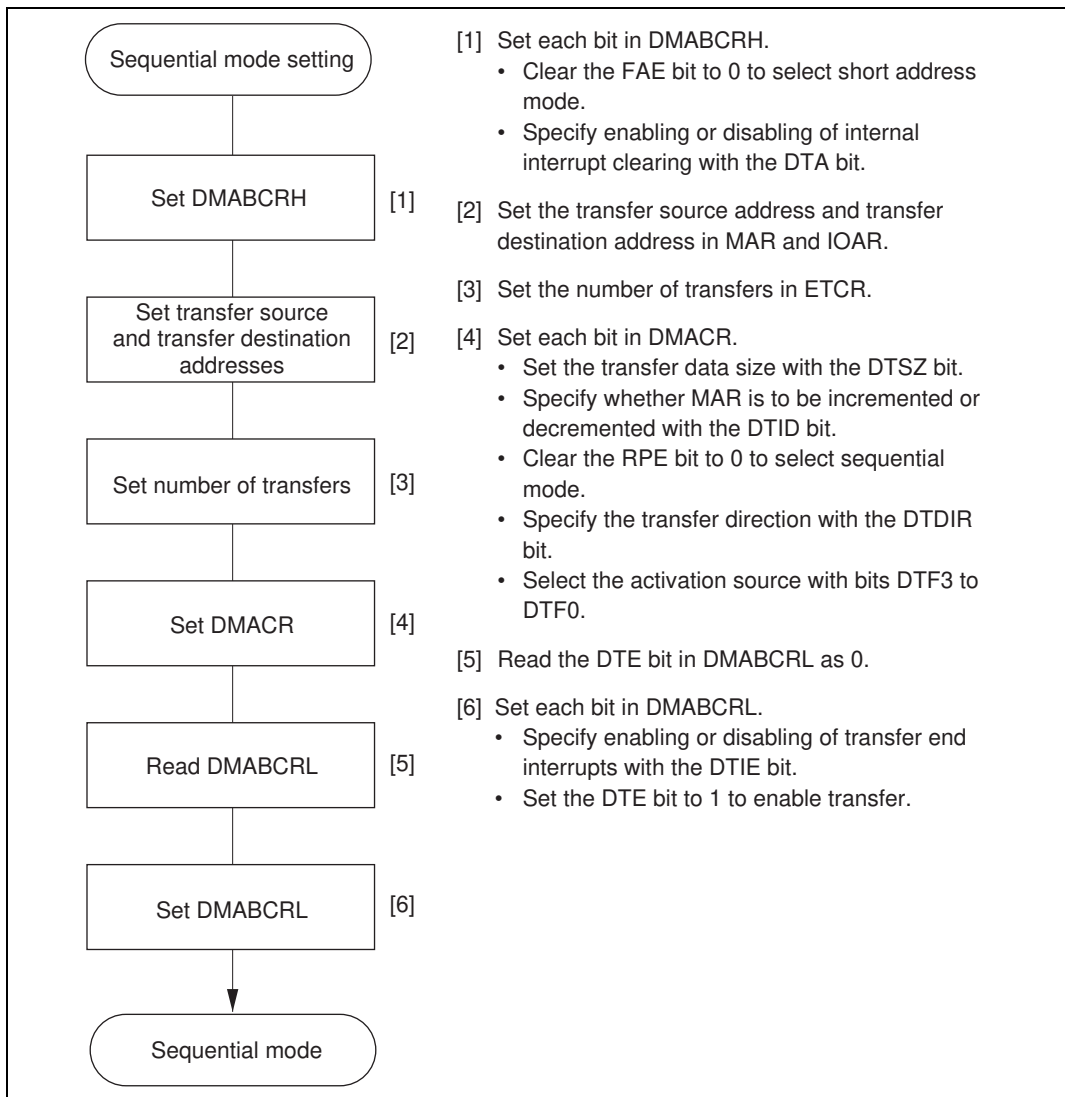 Sequential mode setting
Set DMABCRH
[1]
Set transfer source
and transfer destination
addresses
[2]
Set number of transfers
[3]
Set DMACR
[4]
Read DMABCRL
[5]
Set DMABCRL
[6]
Sequential mode
[1] Set each bit in DMABCRH.
• Clear the FAE bit to 0 to select short address
mode.
• Specify enabling or disabling of internal
interrupt clearing with the DTA bit.
[2] Set the transfer source address and transfer
destination address in MAR and IOAR.
[3] Set the number of transfers in ETCR.
[4] Set each bit in DMACR.
• Set the transfer data size with the DTSZ bit.
• Specify whether MAR is to be incremented or
decremented with the DTID bit.
• Clear the RPE bit to 0 to select sequential
mode.
• Specify the transfer direction with the DTDIR
bit.
• Select the activation source with bits DTF3 to
DTF0.
[5] Read the DTE bit in DMABCRL as 0.
[6] Set each bit in DMABCRL.
• Specify enabling or disabling of transfer end
interrupts with the DTIE bit.
• Set the DTE bit to 1 to enable transfer.